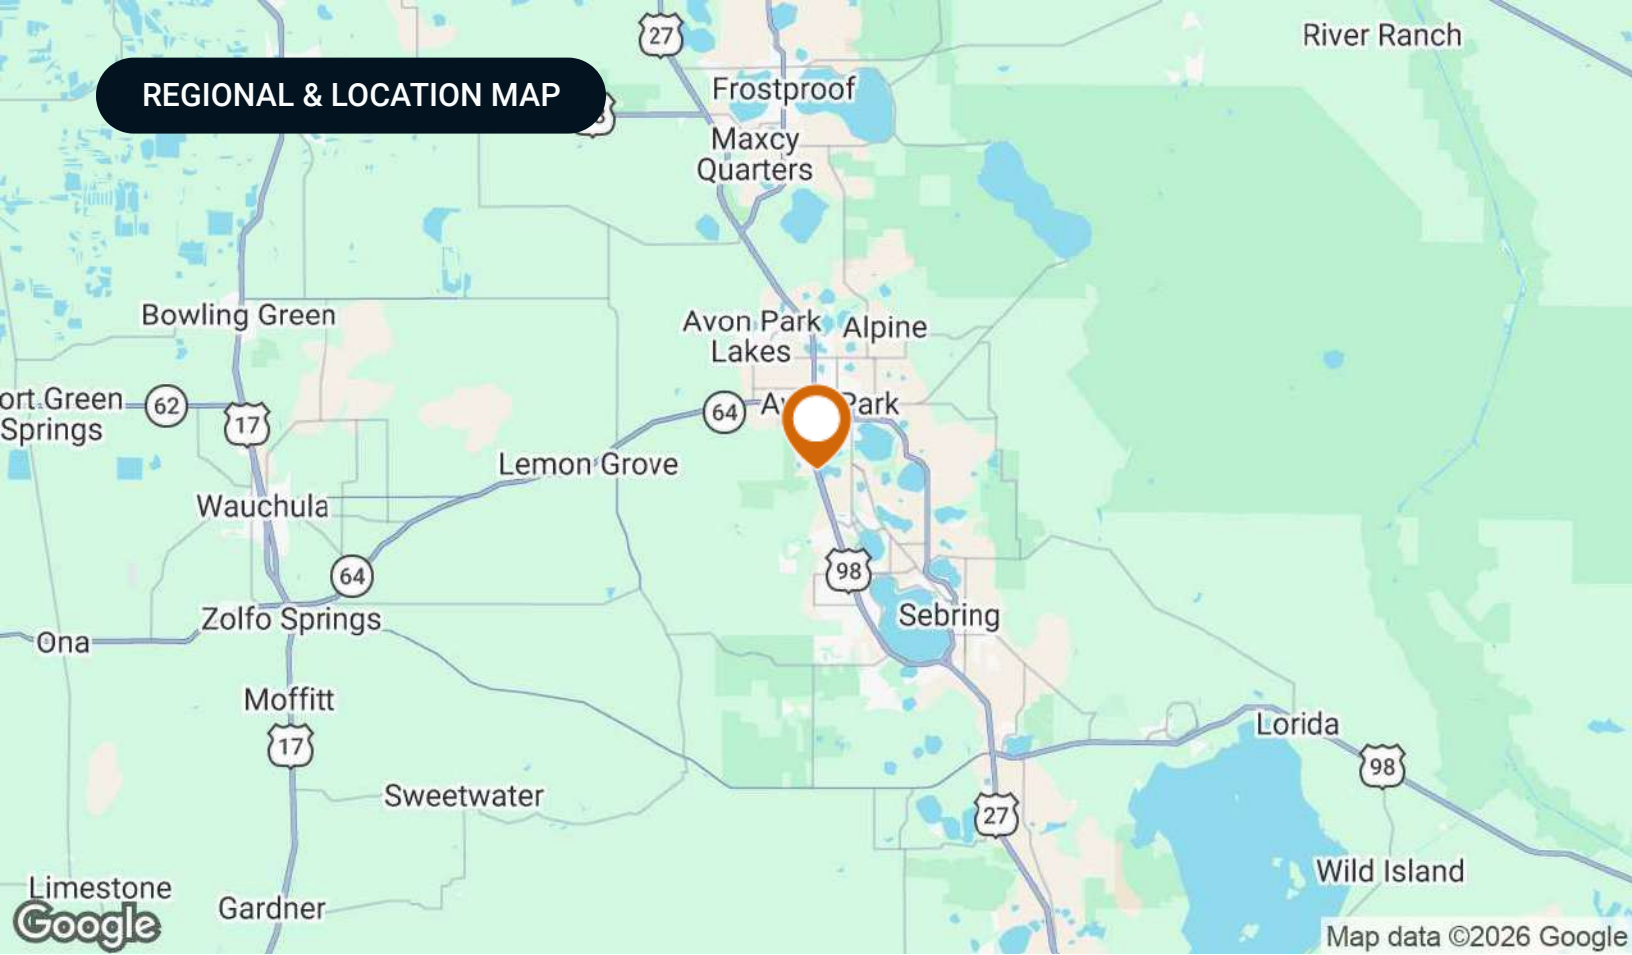 27
River Ranch
REGIONAL & LOCATION MAP
Frostproof
Maxcy
Quarters
Bowling Green
Avon Park
Lakes
Alpine
ort Green
Springs
62
17
64
Park
Lemon Grove
Wauchula
64
98
Zolfo Springs
Sebring
Ona
Moffitt
17
Lorida
98
Sweetwater
27
Wild Island
Limestone
Gardner
Google
Map data ©2026 Google